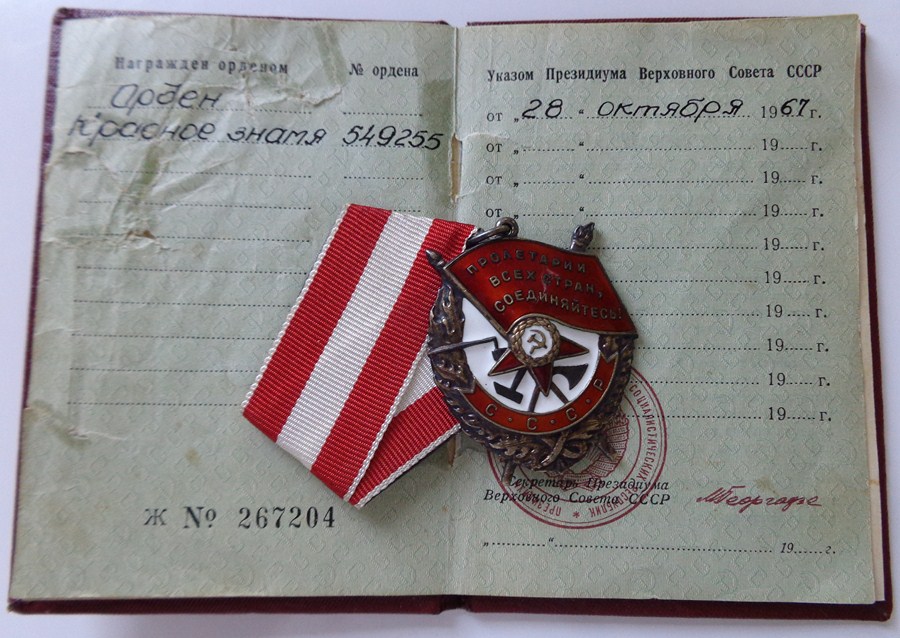 Награжден орденом
№ ордена
Орден
Красное знамя 549255
Ж № 267204
Указом Президиума Верховного Совета СССР
от „ 28 “ октября 1967 г.
от „ “ 19 г.
от „ “ 19 г.
от „ “ 19 г.
19 г.
19 г.
19 г.
19 г.
19 г.
19 г.
ПРОЛЕТАРИИ
ВСЕХ СТРАН,
СОЕДИНЯЙТЕСЬ!
С · С · С · Р
СОЦИАЛИСТИЧЕСКИХ
Секретарь Президиума
Верховного Совета СССР
МГеоргадзе
„ “ 19 г.